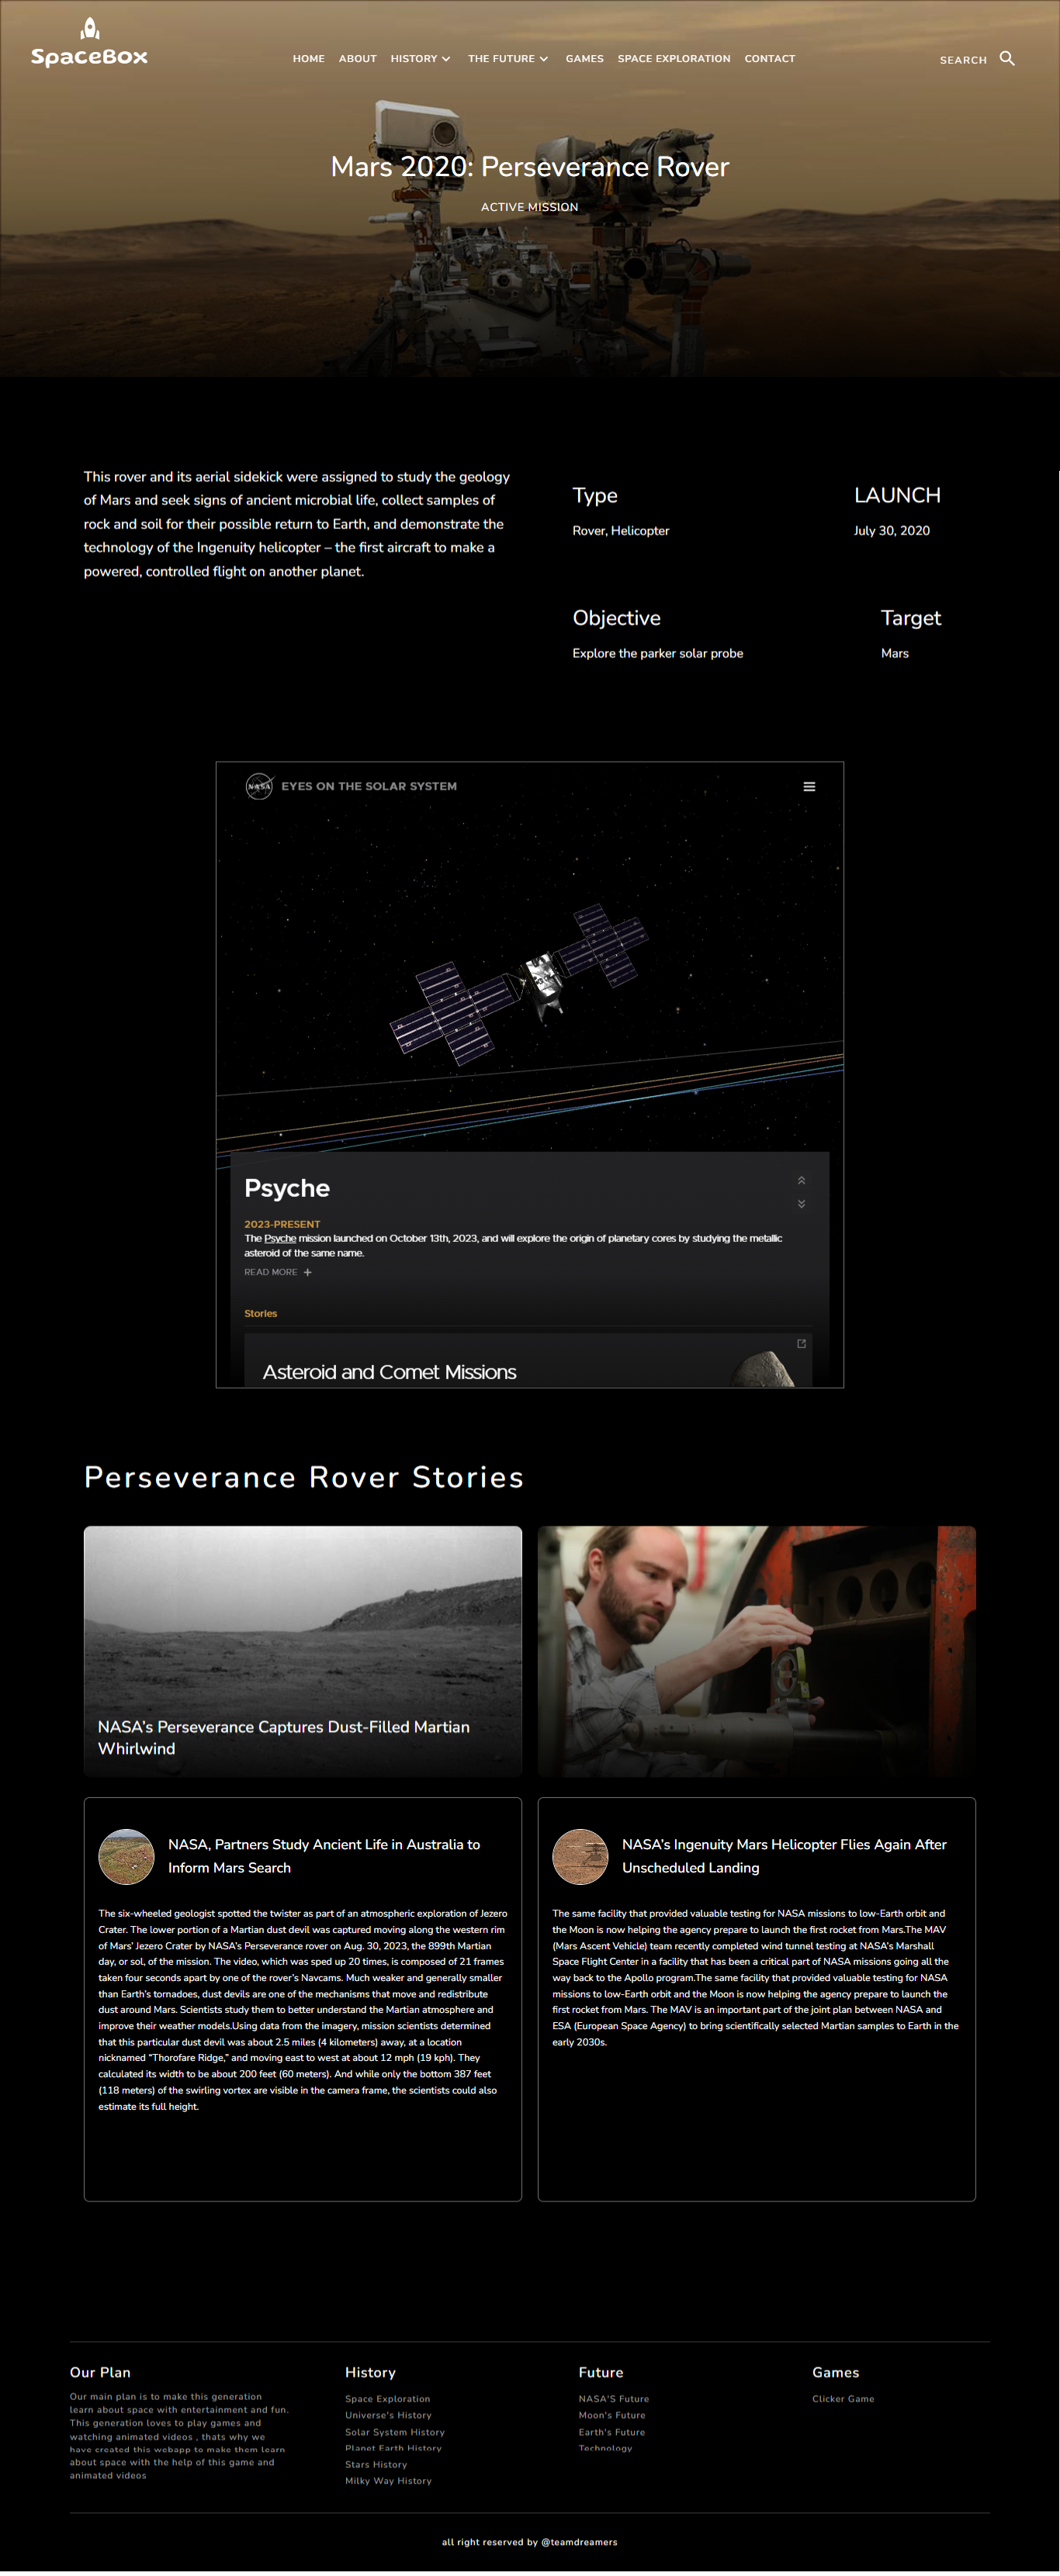 SpaceBox
HOME ABOUT HISTORY THE FUTURE GAMES SPACE EXPLORATION CONTACT
SEARCH
Mars 2020: Perseverance Rover
ACTIVE MISSION
This rover and its aerial sidekick were assigned to study the geology
of Mars and seek signs of ancient microbial life, collect samples of
rock and soil for their possible return to Earth, and demonstrate the
technology of the Ingenuity helicopter – the first aircraft to make a
powered, controlled flight on another planet.
Type
Rover, Helicopter
LAUNCH
July 30, 2020
Objective
Explore the parker solar probe
Target
Mars
NASA EYES ON THE SOLAR SYSTEM
Psyche
2023-PRESENT
The Psyche mission launched on October 13th, 2023, and will explore the origin of planetary cores by studying the metallic
asteroid of the same name.
READ MORE +
Stories
Asteroid and Comet Missions
Perseverance Rover Stories
NASA's Perseverance Captures Dust-Filled Martian
Whirlwind
NASA, Partners Study Ancient Life in Australia to
Inform Mars Search
The six-wheeled geologist spotted the twister as part of an atmospheric exploration of Jezero
Crater. The lower portion of a Martian dust devil was captured moving along the western rim
of Mars' Jezero Crater by NASA's Perseverance rover on Aug. 30, 2023, the 899th Martian
day, or sol, of the mission. The video, which was sped up 20 times, is composed of 21 frames
taken four seconds apart by one of the rover's Navcams. Much weaker and generally smaller
than Earth's tornadoes, dust devils are one of the mechanisms that move and redistribute
dust around Mars. Scientists study them to better understand the Martian atmosphere and
improve their weather models.Using data from the imagery, mission scientists determined
that this particular dust devil was about 2.5 miles (4 kilometers) away, at a location
nicknamed "Thorofare Ridge," and moving east to west at about 12 mph (19 kph). They
calculated its width to be about 200 feet (60 meters). And while only the bottom 387 feet
(118 meters) of the swirling vortex are visible in the camera frame, the scientists could also
estimate its full height.
NASA's Ingenuity Mars Helicopter Flies Again After
Unscheduled Landing
The same facility that provided valuable testing for NASA missions to low-Earth orbit and
the Moon is now helping the agency prepare to launch the first rocket from Mars.The MAV
(Mars Ascent Vehicle) team recently completed wind tunnel testing at NASA's Marshall
Space Flight Center in a facility that has been a critical part of NASA missions going all the
way back to the Apollo program.The same facility that provided valuable testing for NASA
missions to low-Earth orbit and the Moon is now helping the agency prepare to launch the
first rocket from Mars. The MAV is an important part of the joint plan between NASA and
ESA (European Space Agency) to bring scientifically selected Martian samples to Earth in the
early 2030s.
Our Plan
Our main plan is to make this generation
learn about space with entertainment and fun.
This generation loves to play games and
watching animated videos , thats why we
have created this webapp to make them learn
about space with the help of this game and
animated videos
History
Space Exploration
Universe's History
Solar System History
Planet Earth History
Stars History
Milky Way History
Future
NASA'S Future
Moon's Future
Earth's Future
Technology
Games
Clicker Game
all right reserved by @teamdreamers